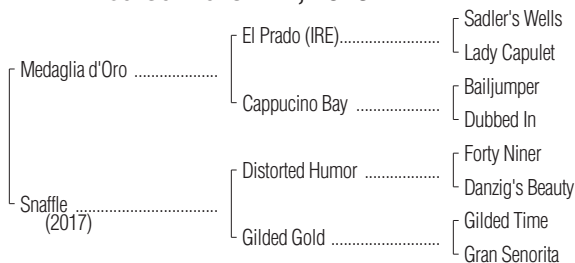 El Prado (IRE)..................... Sadler's Wells
Lady Capulet
Medaglia d'Oro .....................
Cappucino Bay ..................... Bailjumper
Dubbed In
Distorted Humor ................... Forty Niner
Danzig's Beauty
Snaffle.............................
(2017)
Gilded Gold ........................... Gilded Time
Gran Senorita